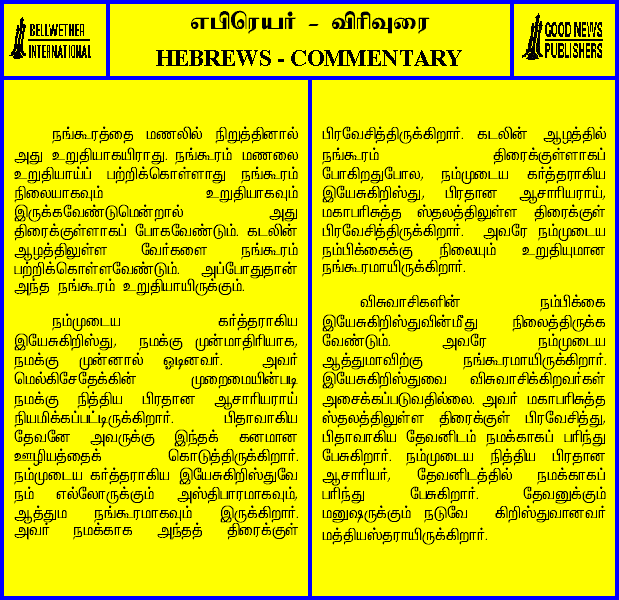 BELLWETHER
INTERNATIONAL
எபிரெயர் - விரிவுரை
HEBREWS - COMMENTARY
GOOD NEWS
PUBLISHERS
நங்கூரத்தை மணலில் நிறுத்தினால்
அது உறுதியாகயிராது. நங்கூரம் மணலை
உறுதியாய்ப் பற்றிக்கொள்ளாது நங்கூரம்
நிலையாகவும் உறுதியாகவும்
இருக்கவேண்டுமென்றால் அது
திரைக்குள்ளாகப் போகவேண்டும். கடலின்
ஆழத்திலுள்ள வேர்களை நங்கூரம்
பற்றிக்கொள்ளவேண்டும். அப்போதுதான்
அந்த நங்கூரம் உறுதியாயிருக்கும்.
நம்முடைய கர்த்தராகிய
இயேசுகிறிஸ்து, நமக்கு முன்மாதிரியாக,
நமக்கு முன்னால் ஓடினவர். அவர்
மெல்கிசேதேக்கின் முறைமையின்படி
நமக்கு நித்திய பிரதான ஆசாரியராய்
நியமிக்கப்பட்டிருக்கிறார். பிதாவாகிய
தேவனே அவருக்கு இந்தக் கனமான
ஊழியத்தைக் கொடுத்திருக்கிறார்.
நம்முடைய கர்த்தராகிய இயேசுகிறிஸ்துவே
நம் எல்லோருக்கும் அஸ்திபாரமாகவும்,
ஆத்தும நங்கூரமாகவும் இருக்கிறார்.
அவர் நமக்காக அந்தத் திரைக்குள்
பிரவேசித்திருக்கிறார். கடலின் ஆழத்தில்
நங்கூரம் திரைக்குள்ளாகப்
போகிறதுபோல, நம்முடைய கர்த்தராகிய
இயேசுகிறிஸ்து, பிரதான ஆசாரியராய்,
மகாபரிசுத்த ஸ்தலத்திலுள்ள திரைக்குள்
பிரவேசித்திருக்கிறார். அவரே நம்முடைய
நம்பிக்கைக்கு நிலையும் உறுதியுமான
நங்கூரமாயிருக்கிறார்.
விசுவாசிகளின் நம்பிக்கை
இயேசுகிறிஸ்துவின்மீது நிலைத்திருக்க
வேண்டும். அவரே நம்முடைய
ஆத்துமாவிற்கு நங்கூரமாயிருக்கிறார்.
இயேசுகிறிஸ்துவை விசுவாசிக்கிறவர்கள்
அசைக்கப்படுவதில்லை. அவர் மகாபரிசுத்த
ஸ்தலத்திலுள்ள திரைக்குள் பிரவேசித்து,
பிதாவாகிய தேவனிடம் நமக்காகப் பரிந்து
பேசுகிறார். நம்முடைய நித்திய பிரதான
ஆசாரியர், தேவனிடத்தில் நமக்காகப்
பரிந்து பேசுகிறார். தேவனுக்கும்
மனுஷருக்கும் நடுவே கிறிஸ்துவானவர்
மத்தியஸ்தராயிருக்கிறார்.